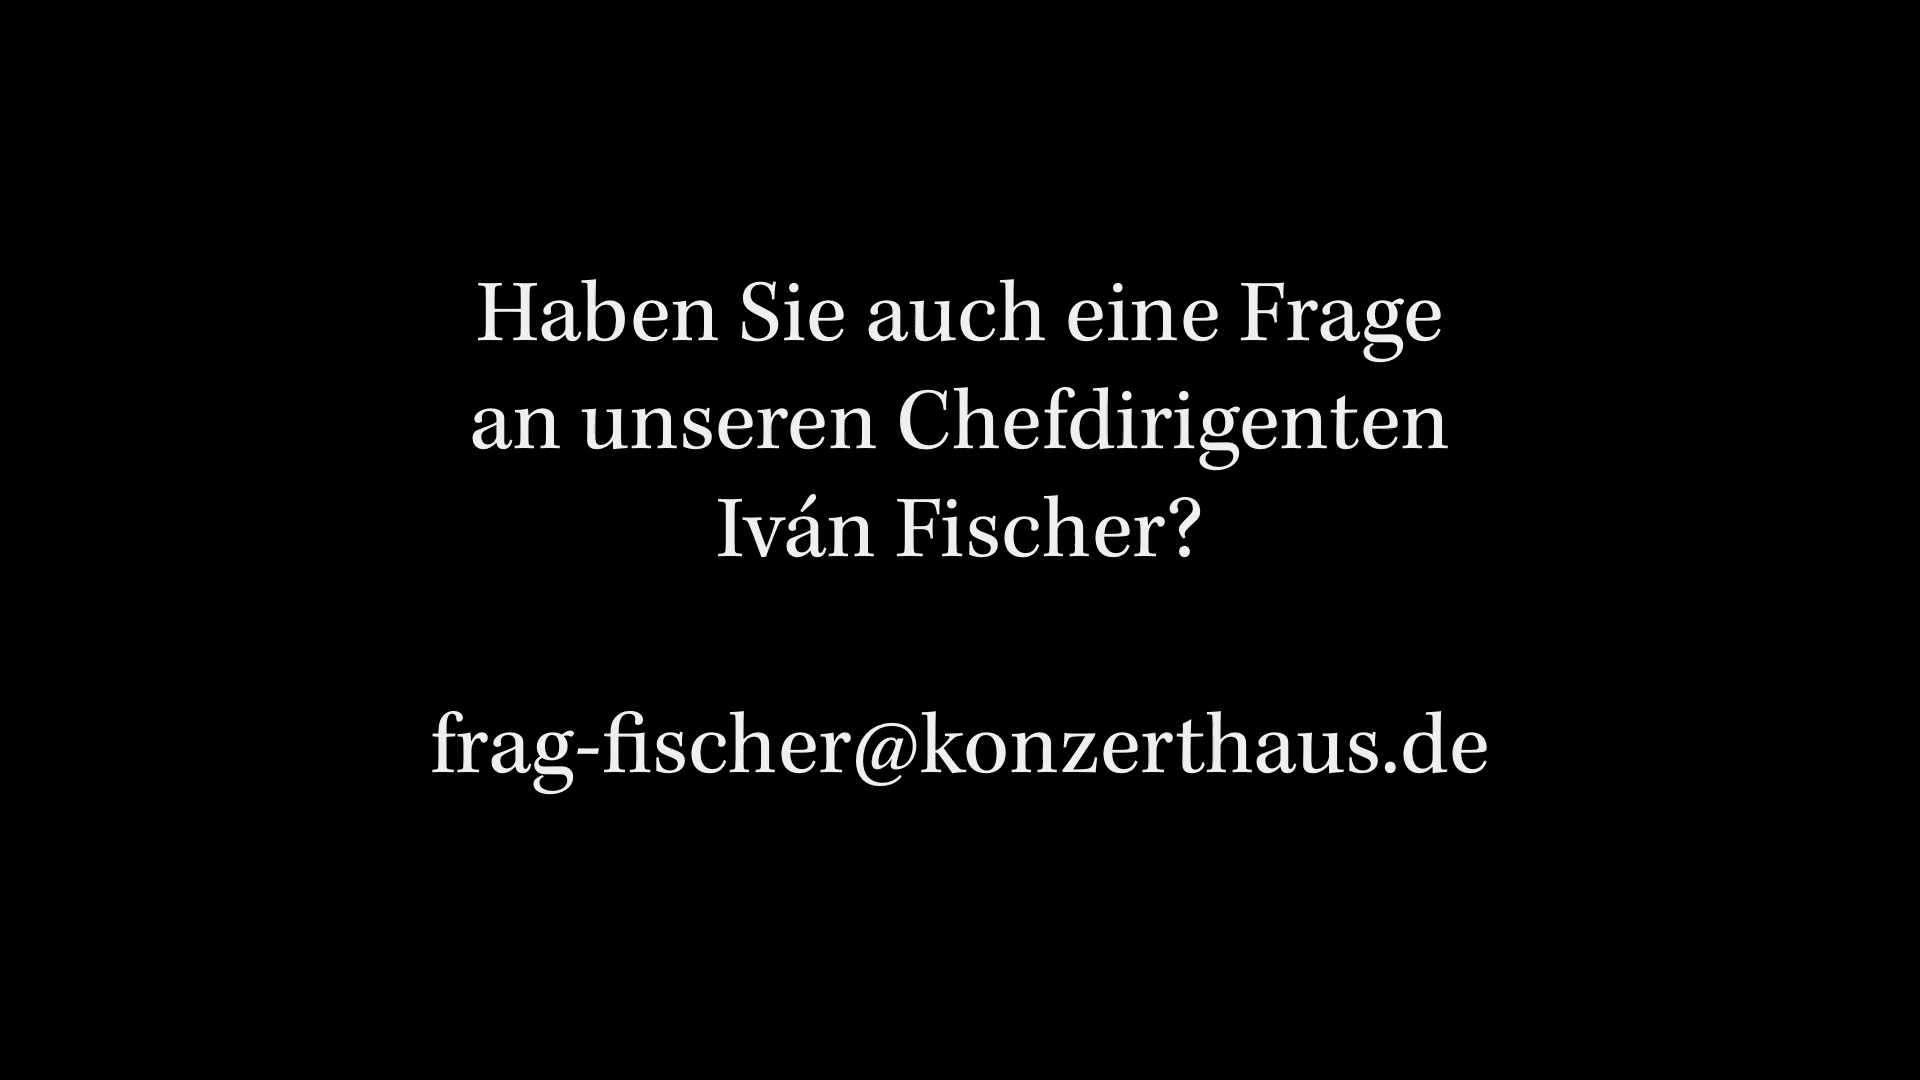 Haben Sie auch eine Frage
an unseren Chefdirigenten
Iván Fischer?
frag-fischer@konzerthaus.de